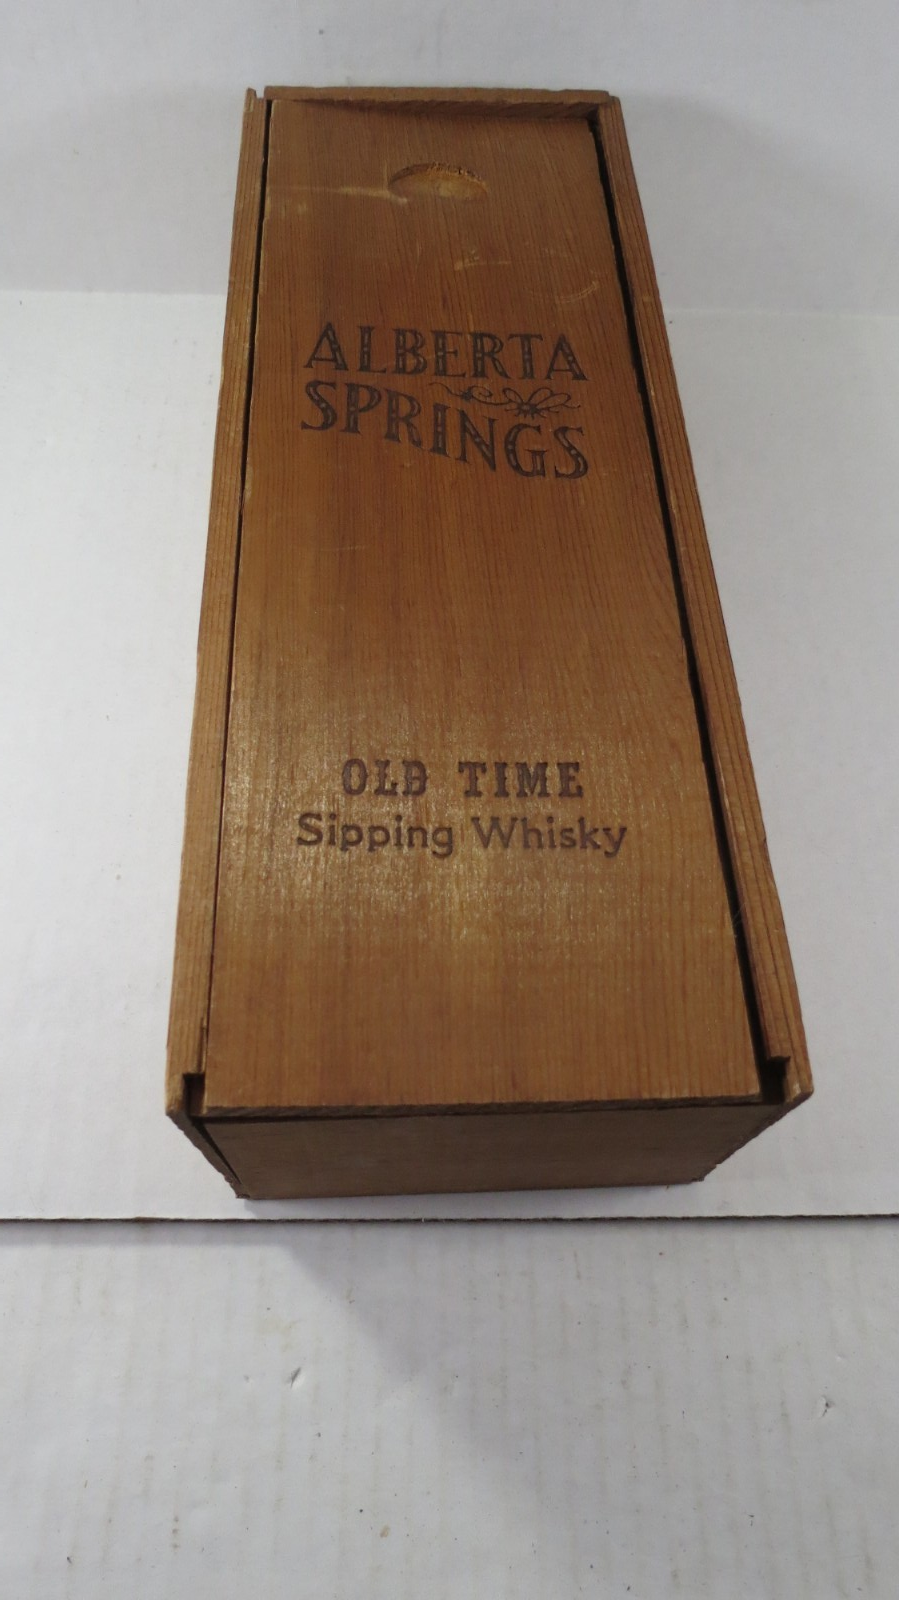 ALBERTA
SPRINGS
OLD TIME
Sipping Whisky